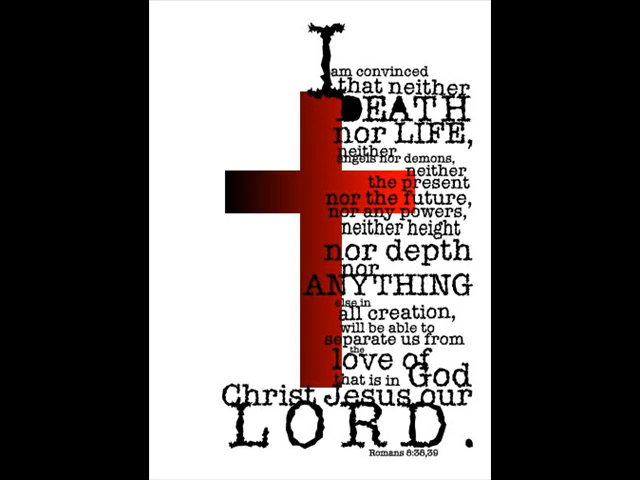 I
am convinced
that neither
DEATH
nor LIFE,
neither
angels nor demons,
neither
the present
nor the future,
nor any powers,
neither height
nor depth
nor
ANYTHING
else in
all creation,
will be able to
separate us from
the
love of
that is in God
Christ Jesus our
LORD.
Romans 8:38,39